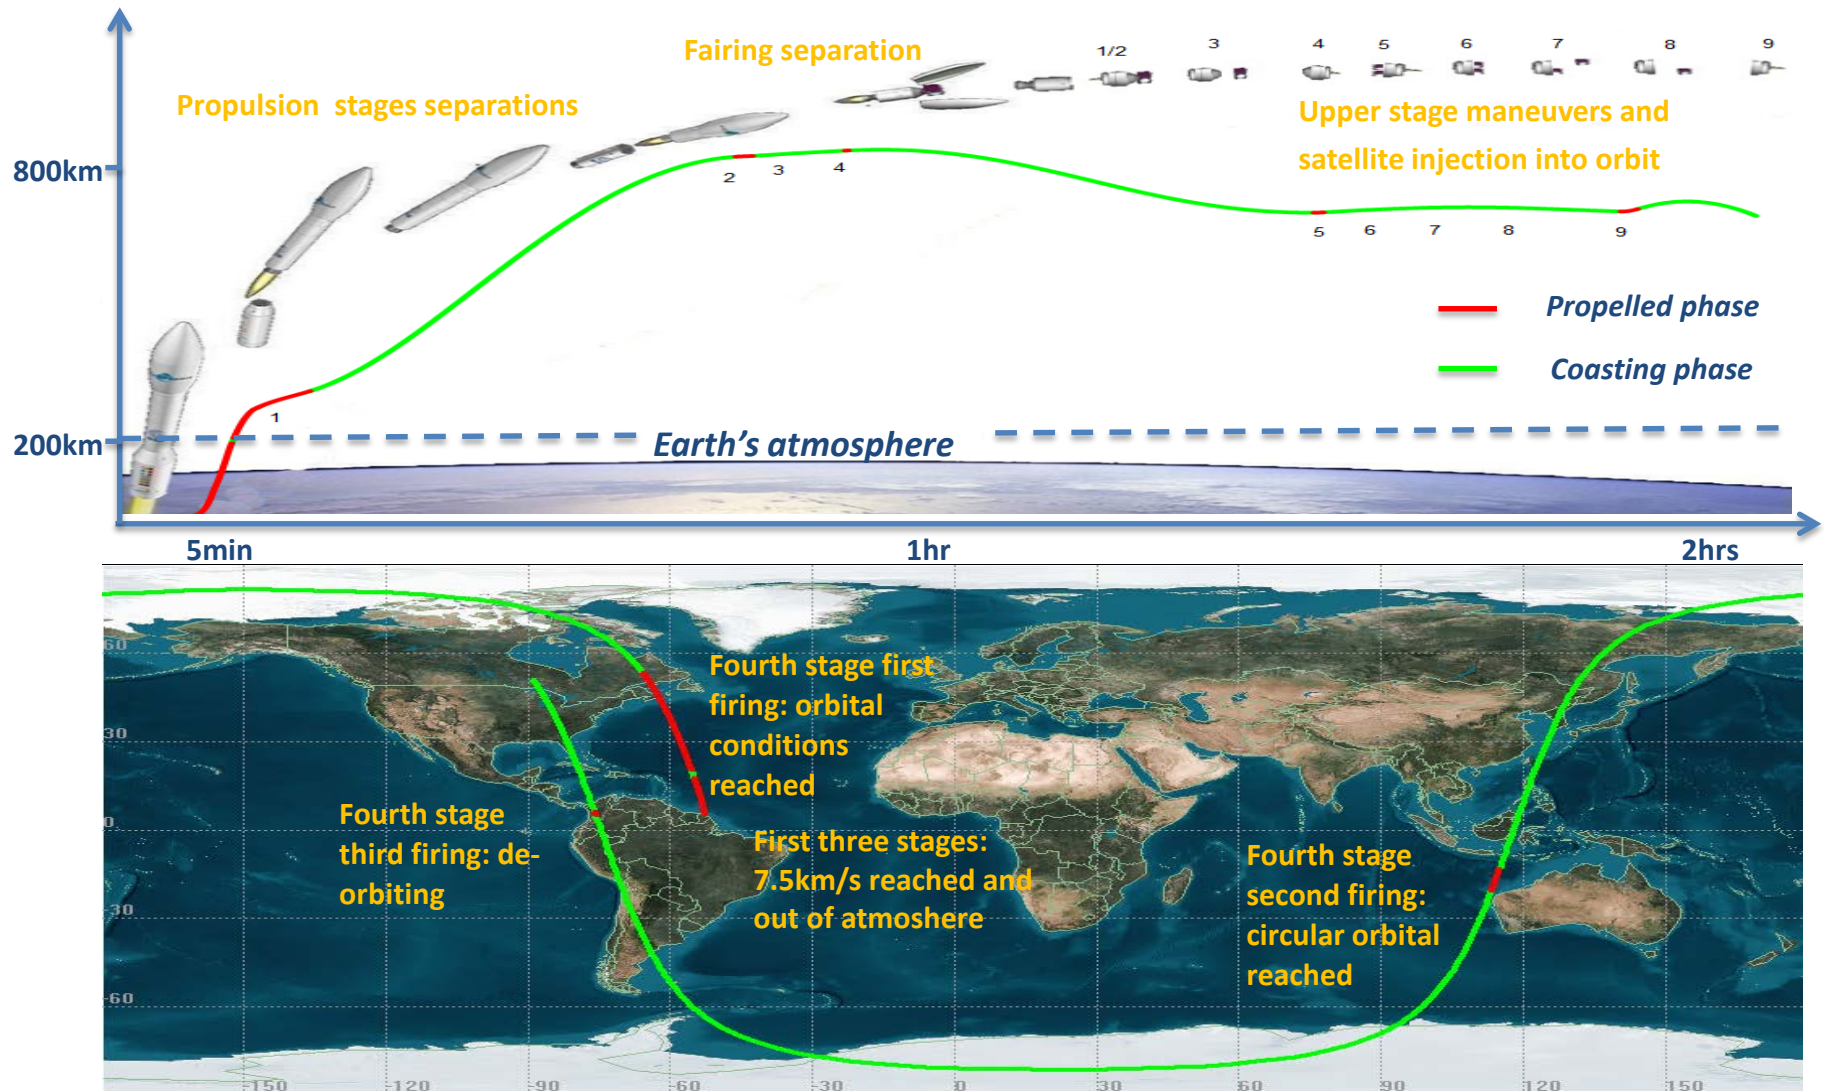 Fairing separation
1/2 3 4 5 6 7 8 9
Propulsion stages separations
Upper stage maneuvers and
satellite injection into orbit
800km
2 3 4
5 6 7 8 9
Propelled phase
Coasting phase
1
200km
Earth's atmosphere
5min 1hr 2hrs
60
30
0
-30
-60
Fourth stage first
firing: orbital
conditions
reached
Fourth stage
third firing: de-
orbiting
First three stages:
7.5km/s reached and
out of atmoshere
Fourth stage
second firing:
circular orbital
reached
-150 -120 -90 -60 -30 0 30 60 90 120 150